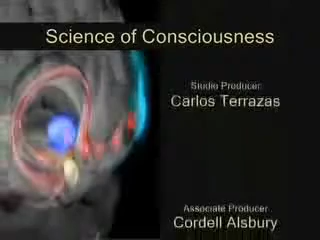 Science of Consciousness
Studio Producer
Carlos Terrazas
Associate Producer
Cordell Alsbury